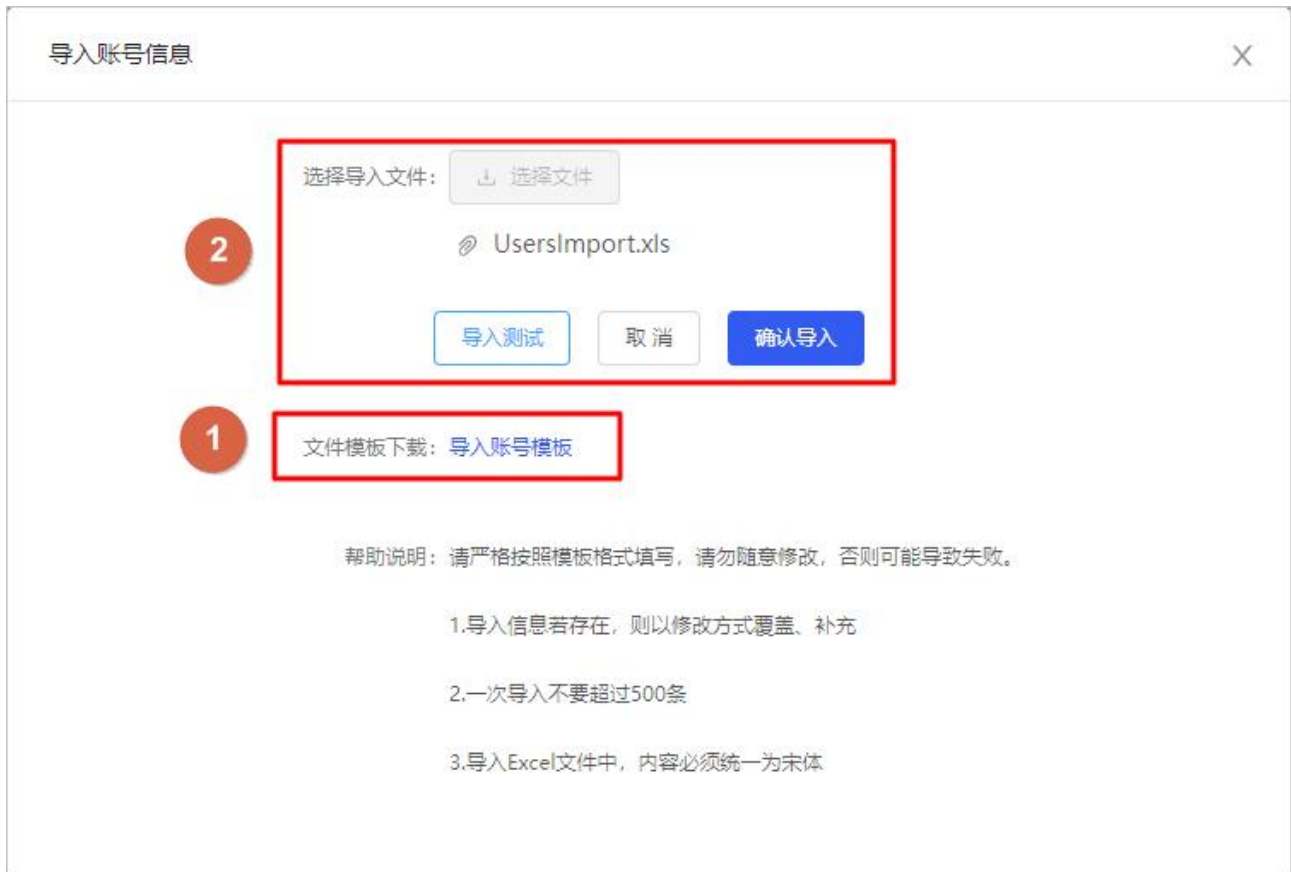 导入账号信息
X
选择导入文件: 选择文件
2
UsersImport.xls
导入测试 取 消 确认导入
1
文件模板下载: 导入账号模板
帮助说明: 请严格按照模板格式填写，请勿随意修改，否则可能导致失败。
1.导入信息若存在，则以修改方式覆盖、补充
2.一次导入不要超过500条
3.导入Excel文件中，内容必须统一为宋体